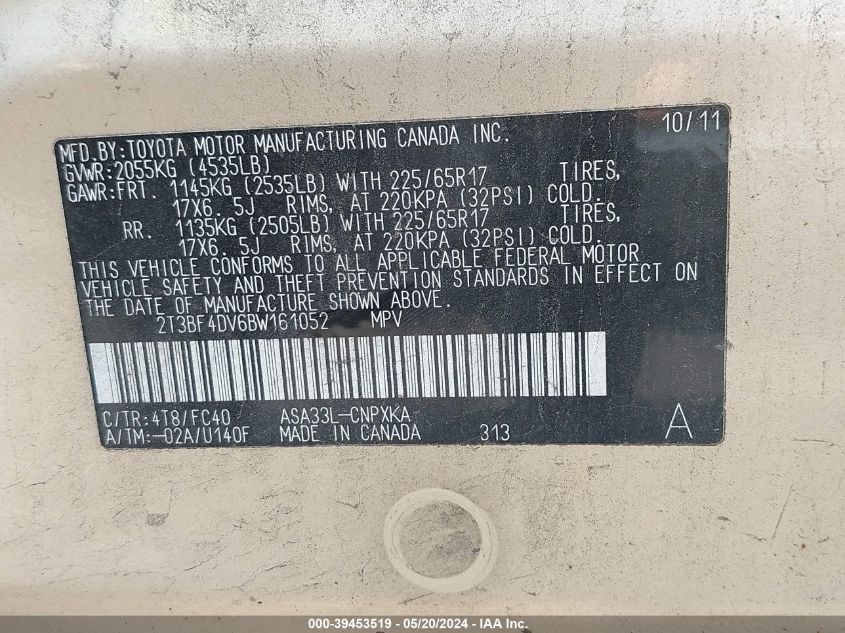 MFD.BY:TOYOTA MOTOR MANUFACTURING CANADA INC. 10/11
GVWR:2055KG (4535LB)
GAWR:FRT. 1145KG (2535LB) WITH 225/65R17 TIRES,
17X6. 5J RIMS, AT 220KPA (32PSI) COLD.
RR. 1135KG (2505LB) WITH 225/65R17 TIRES,
17X6. 5J RIMS, AT 220KPA (32PSI) COLD.
THIS VEHICLE CONFORMS TO ALL APPLICABLE FEDERAL MOTOR
VEHICLE SAFETY AND THEFT PREVENTION STANDARDS IN EFFECT ON
THE DATE OF MANUFACTURE SHOWN ABOVE.
2T3BF4DV6BW161052 MPV
C/TR:4T8/FC40 ASA33L-CNPXKA
A/TM:-02A/U140F MADE IN CANADA 313 A
000-39453519 - 05/20/2024 - IAA Inc.